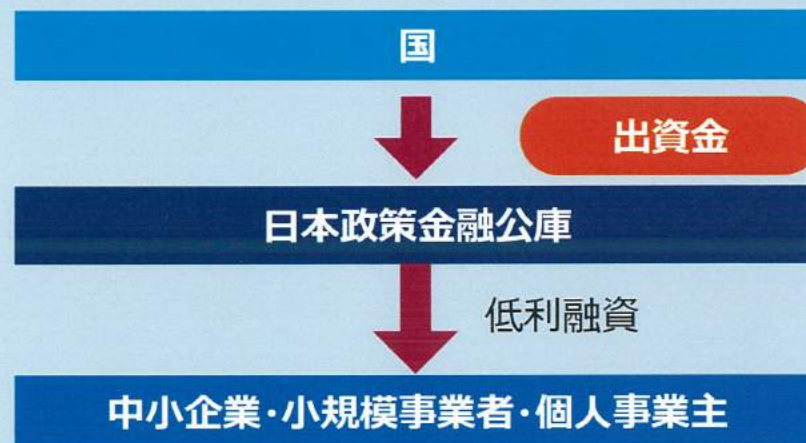 国
出資金
日本政策金融公庫
低利融資
中小企業・小規模事業者・個人事業主